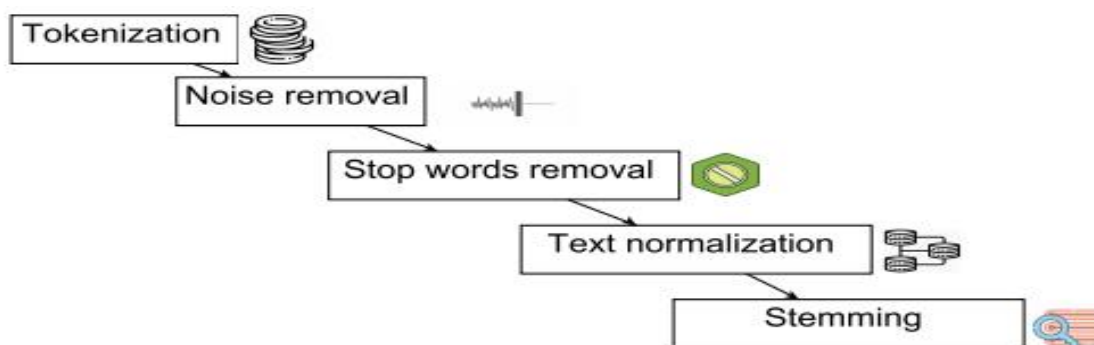 Tokenization
Noise removal
Stop words removal
Text normalization
Stemming